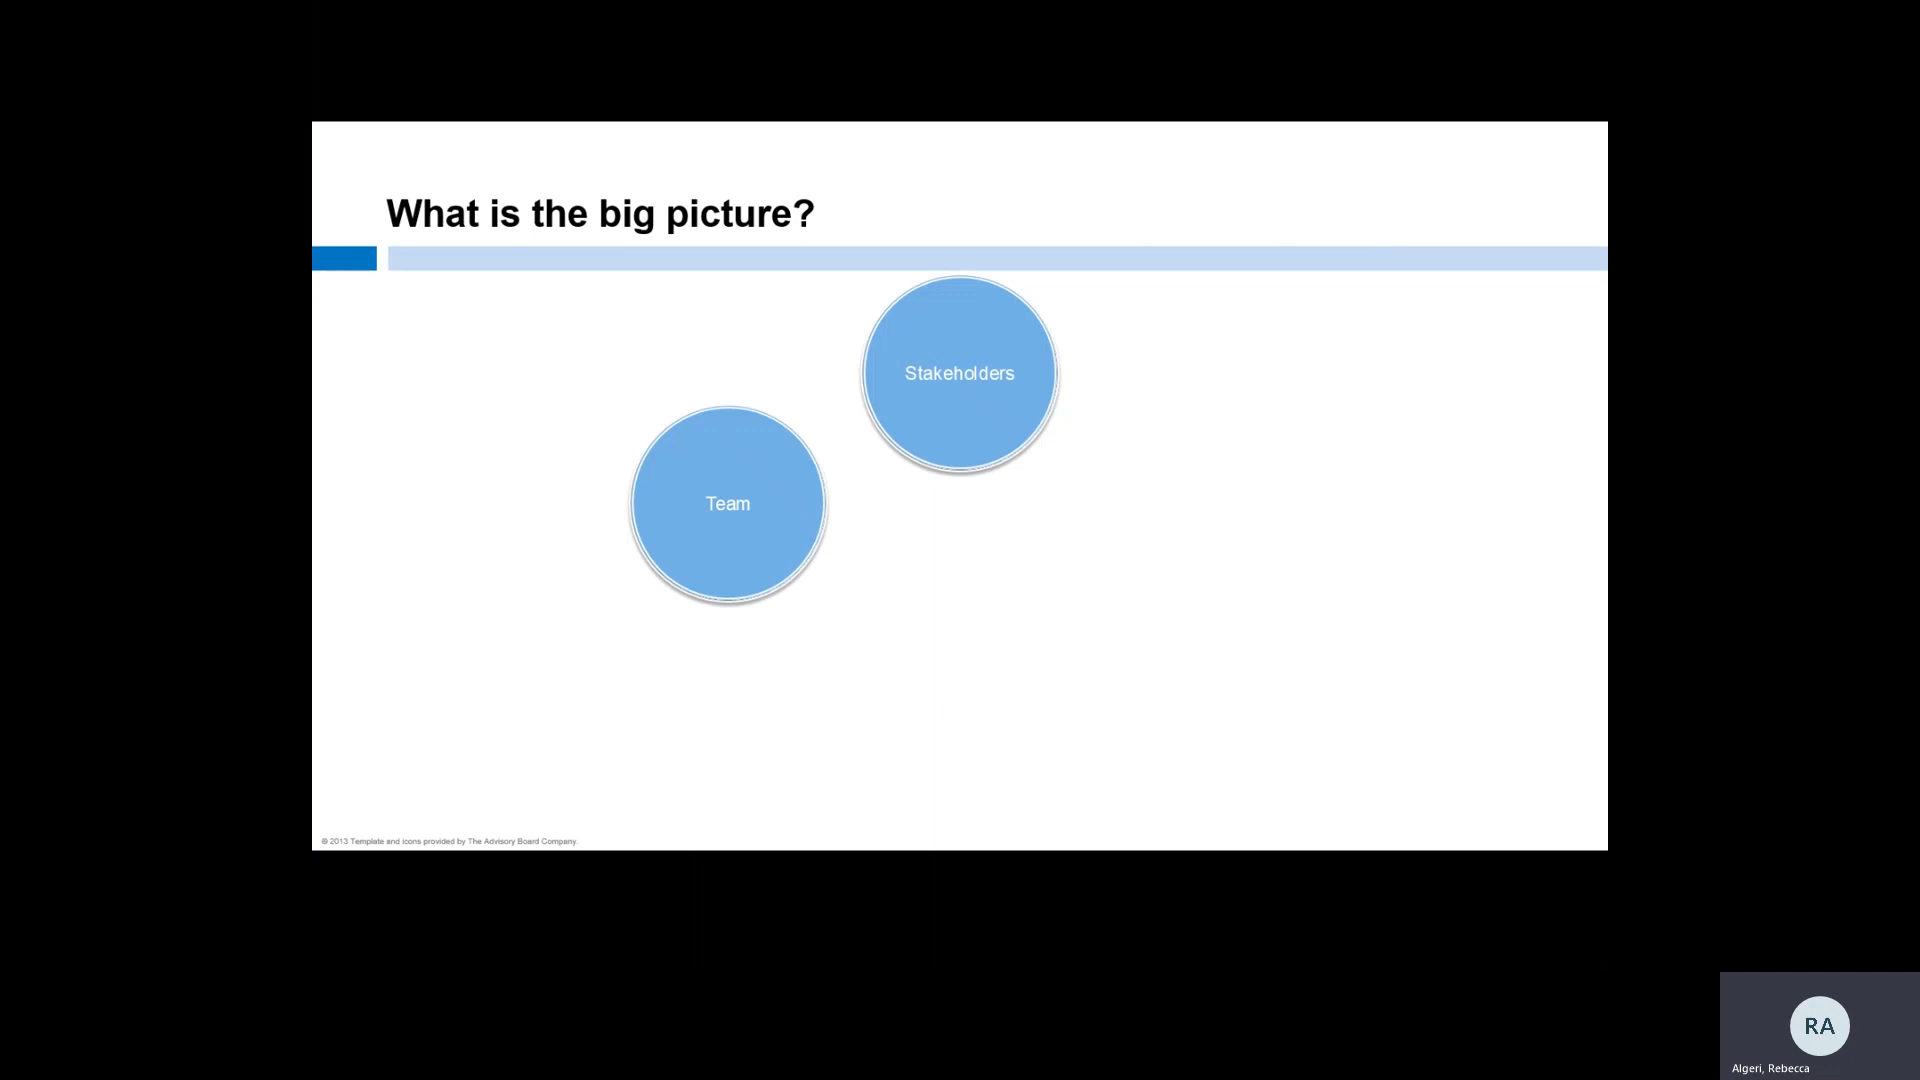 What is the big picture?
Stakeholders
Team
© 2013 Template and icons provided by The Advisory Board Company.
RA
Algeri, Rebecca